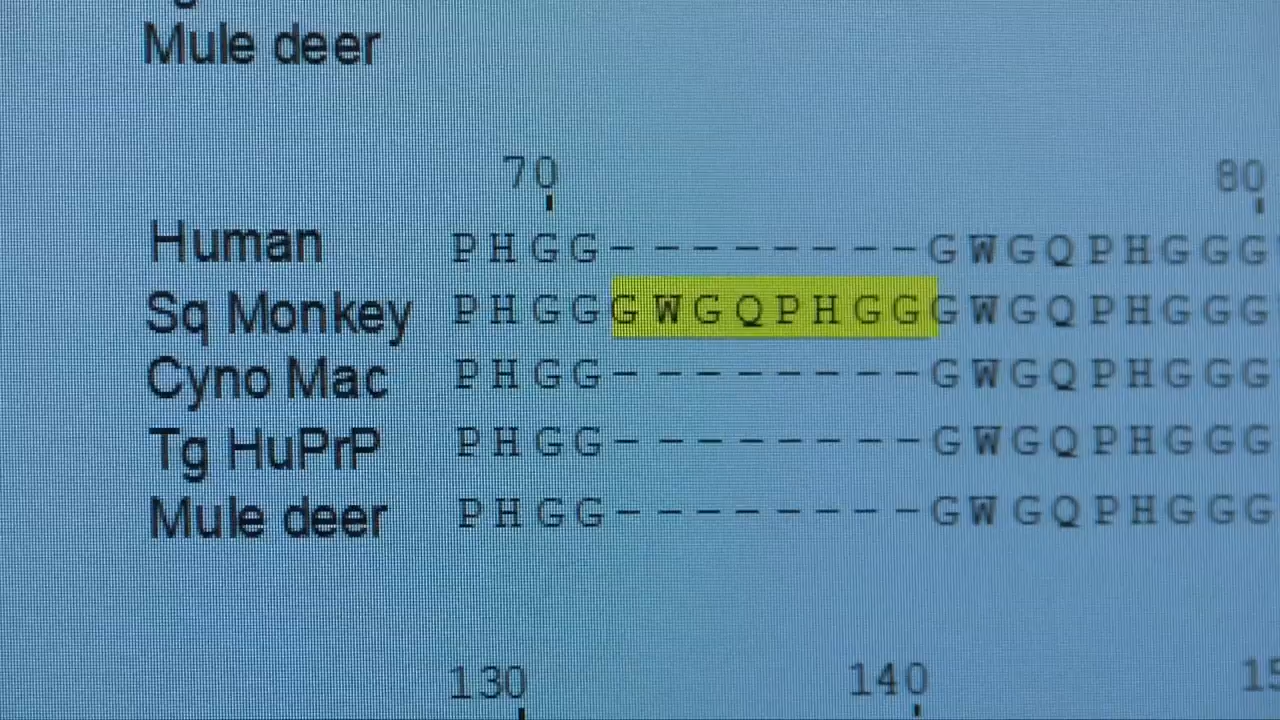 Mule deer
70 80
Human PHGG--------GWGQPHGGG
Sq Monkey PHGGGWGQPHGGGWGQPHGGG
Cyno Mac PHGG--------GWGQPHGGG
Tg HuPrP PHGG--------GWGQPHGGG
Mule deer PHGG--------GWGQPHGGG
130 140